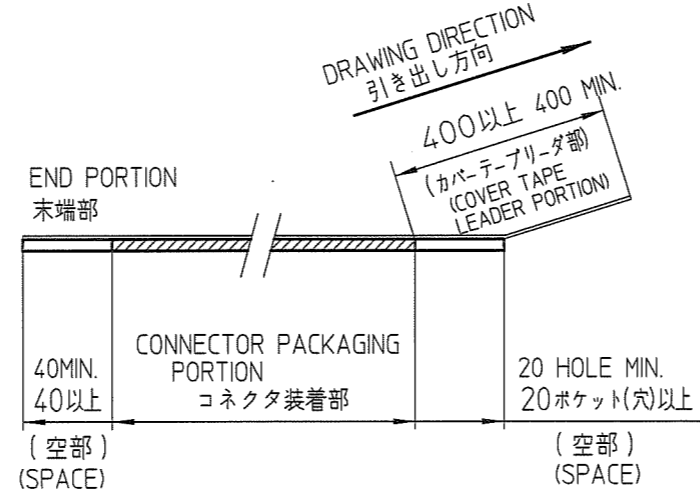 DRAWING DIRECTION
引き出し方向
400以上 400 MIN.
(カバーテープリーダ部)
(COVER TAPE
LEADER PORTION)
END PORTION
末端部
CONNECTOR PACKAGING
PORTION
コネクタ装着部
40MIN.
40以上
(空部)
(SPACE)
20 HOLE MIN.
20ポケット(穴)以上
(空部)
(SPACE)